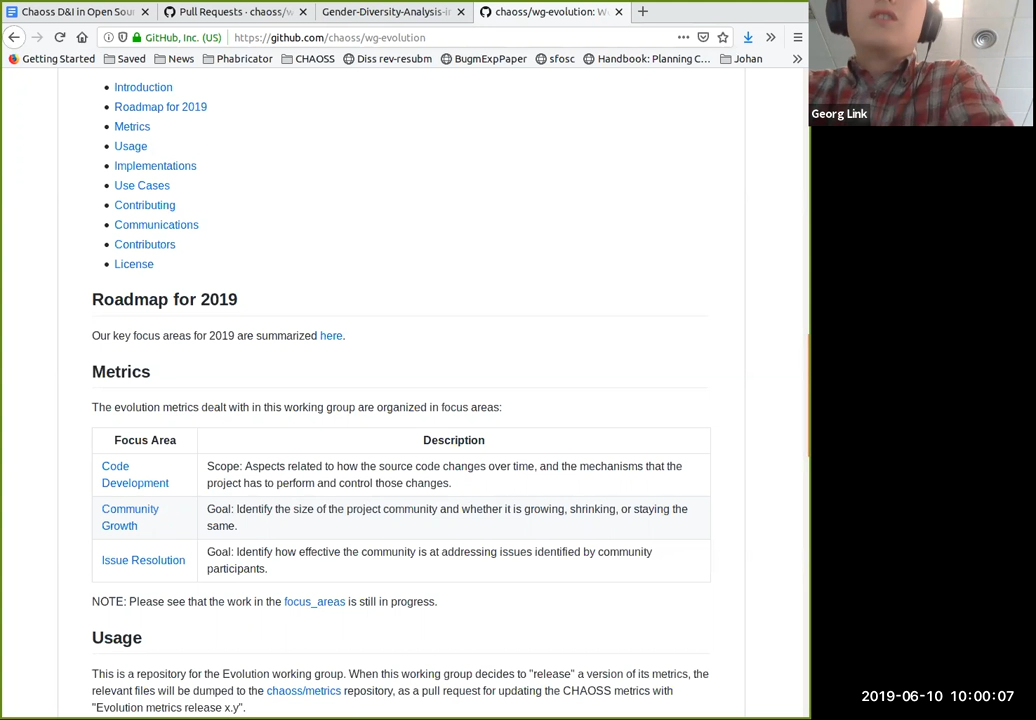 Chaoss D&I in Open Sour
Pull Requests · chaoss/w
Gender-Diversity-Analysis-i
chaoss/wg-evolution: W
GitHub, Inc. (US)
https://github.com/chaoss/wg-evolution
Getting Started
Saved
News
Phabricator
CHAOSS
Diss rev-resubm
BugmExpPaper
sfosc
Handbook: Planning C…
Johan
Georg Link
Introduction
Roadmap for 2019
Metrics
Usage
Implementations
Use Cases
Contributing
Communications
Contributors
License
Roadmap for 2019
Our key focus areas for 2019 are summarized here.
Metrics
The evolution metrics dealt with in this working group are organized in focus areas:
Focus Area
Description
Code
Development
Scope: Aspects related to how the source code changes over time, and the mechanisms that the
project has to perform and control those changes.
Community
Growth
Goal: Identify the size of the project community and whether it is growing, shrinking, or staying the
same.
Issue Resolution
Goal: Identify how effective the community is at addressing issues identified by community
participants.
NOTE: Please see that the work in the focus_areas is still in progress.
Usage
This is a repository for the Evolution working group. When this working group decides to "release" a version of its metrics, the
relevant files will be dumped to the chaoss/metrics repository, as a pull request for updating the CHAOSS metrics with
"Evolution metrics release x.y".
2019-06-10 10:00:07